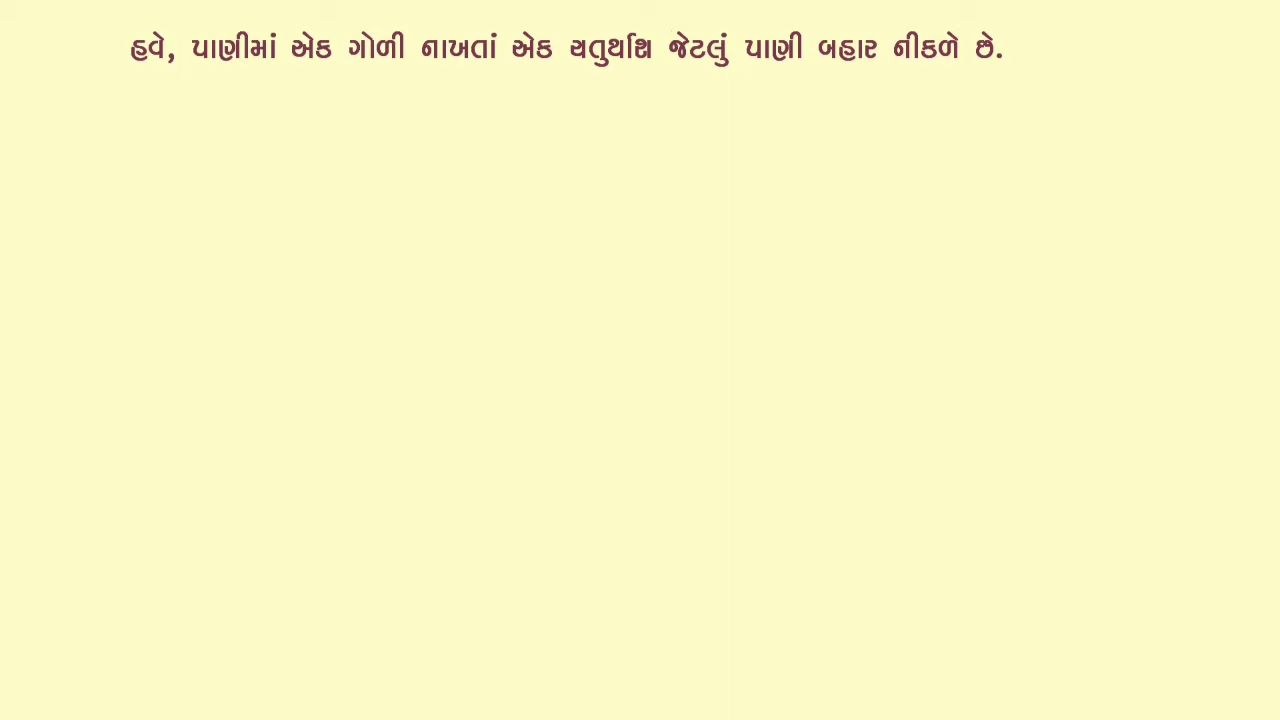 હવે, પાણીમાં એક ગોળી નાખતાં એક ચતુર્થાશ જેટલું પાણી બહાર નીકળે છે.